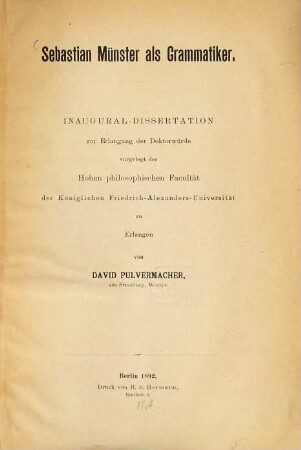 Sebastian Münster als Grammatiker.
INAUGURAL-DISSERTATION
zur Erlangung der Doktorwürde
vorgelegt der
Hohen philosophischen Facultät
der Königlichen Friedrich-Alexanders-Universität
zu
Erlangen
von
DAVID PULVERMACHER,
aus Strasburg, Westpr.
Berlin 1892.
Druck von H. S. Hermann,